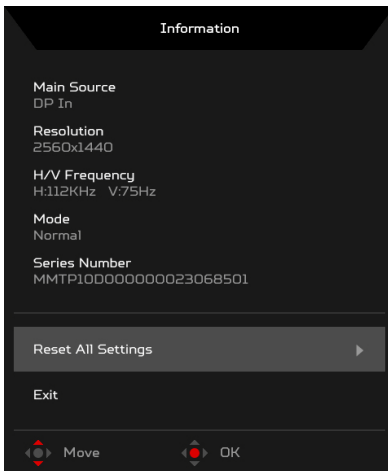 Information
Main Source
DP In
Resolution
2560x1440
H/V Frequency
H:112KHz   V:75Hz
Mode
Normal
Series Number
MMTP10D000000023068501
Reset All Settings
Exit
Move   OK